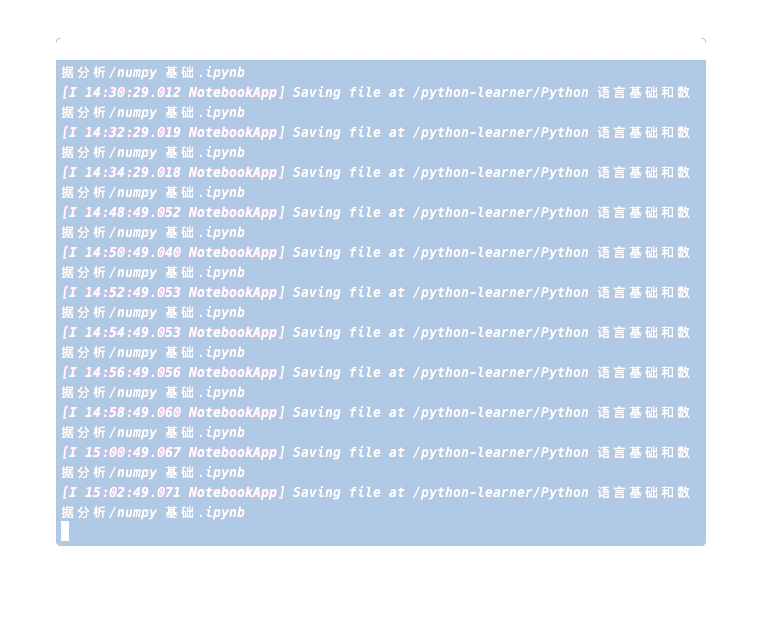 据分析/numpy 基础.ipynb
[I 14:30:29.012 NotebookApp] Saving file at /python-learner/Python 语言基础和数
据分析/numpy 基础.ipynb
[I 14:32:29.019 NotebookApp] Saving file at /python-learner/Python 语言基础和数
据分析/numpy 基础.ipynb
[I 14:34:29.018 NotebookApp] Saving file at /python-learner/Python 语言基础和数
据分析/numpy 基础.ipynb
[I 14:48:49.052 NotebookApp] Saving file at /python-learner/Python 语言基础和数
据分析/numpy 基础.ipynb
[I 14:50:49.040 NotebookApp] Saving file at /python-learner/Python 语言基础和数
据分析/numpy 基础.ipynb
[I 14:52:49.053 NotebookApp] Saving file at /python-learner/Python 语言基础和数
据分析/numpy 基础.ipynb
[I 14:54:49.053 NotebookApp] Saving file at /python-learner/Python 语言基础和数
据分析/numpy 基础.ipynb
[I 14:56:49.056 NotebookApp] Saving file at /python-learner/Python 语言基础和数
据分析/numpy 基础.ipynb
[I 14:58:49.060 NotebookApp] Saving file at /python-learner/Python 语言基础和数
据分析/numpy 基础.ipynb
[I 15:00:49.067 NotebookApp] Saving file at /python-learner/Python 语言基础和数
据分析/numpy 基础.ipynb
[I 15:02:49.071 NotebookApp] Saving file at /python-learner/Python 语言基础和数
据分析/numpy 基础.ipynb